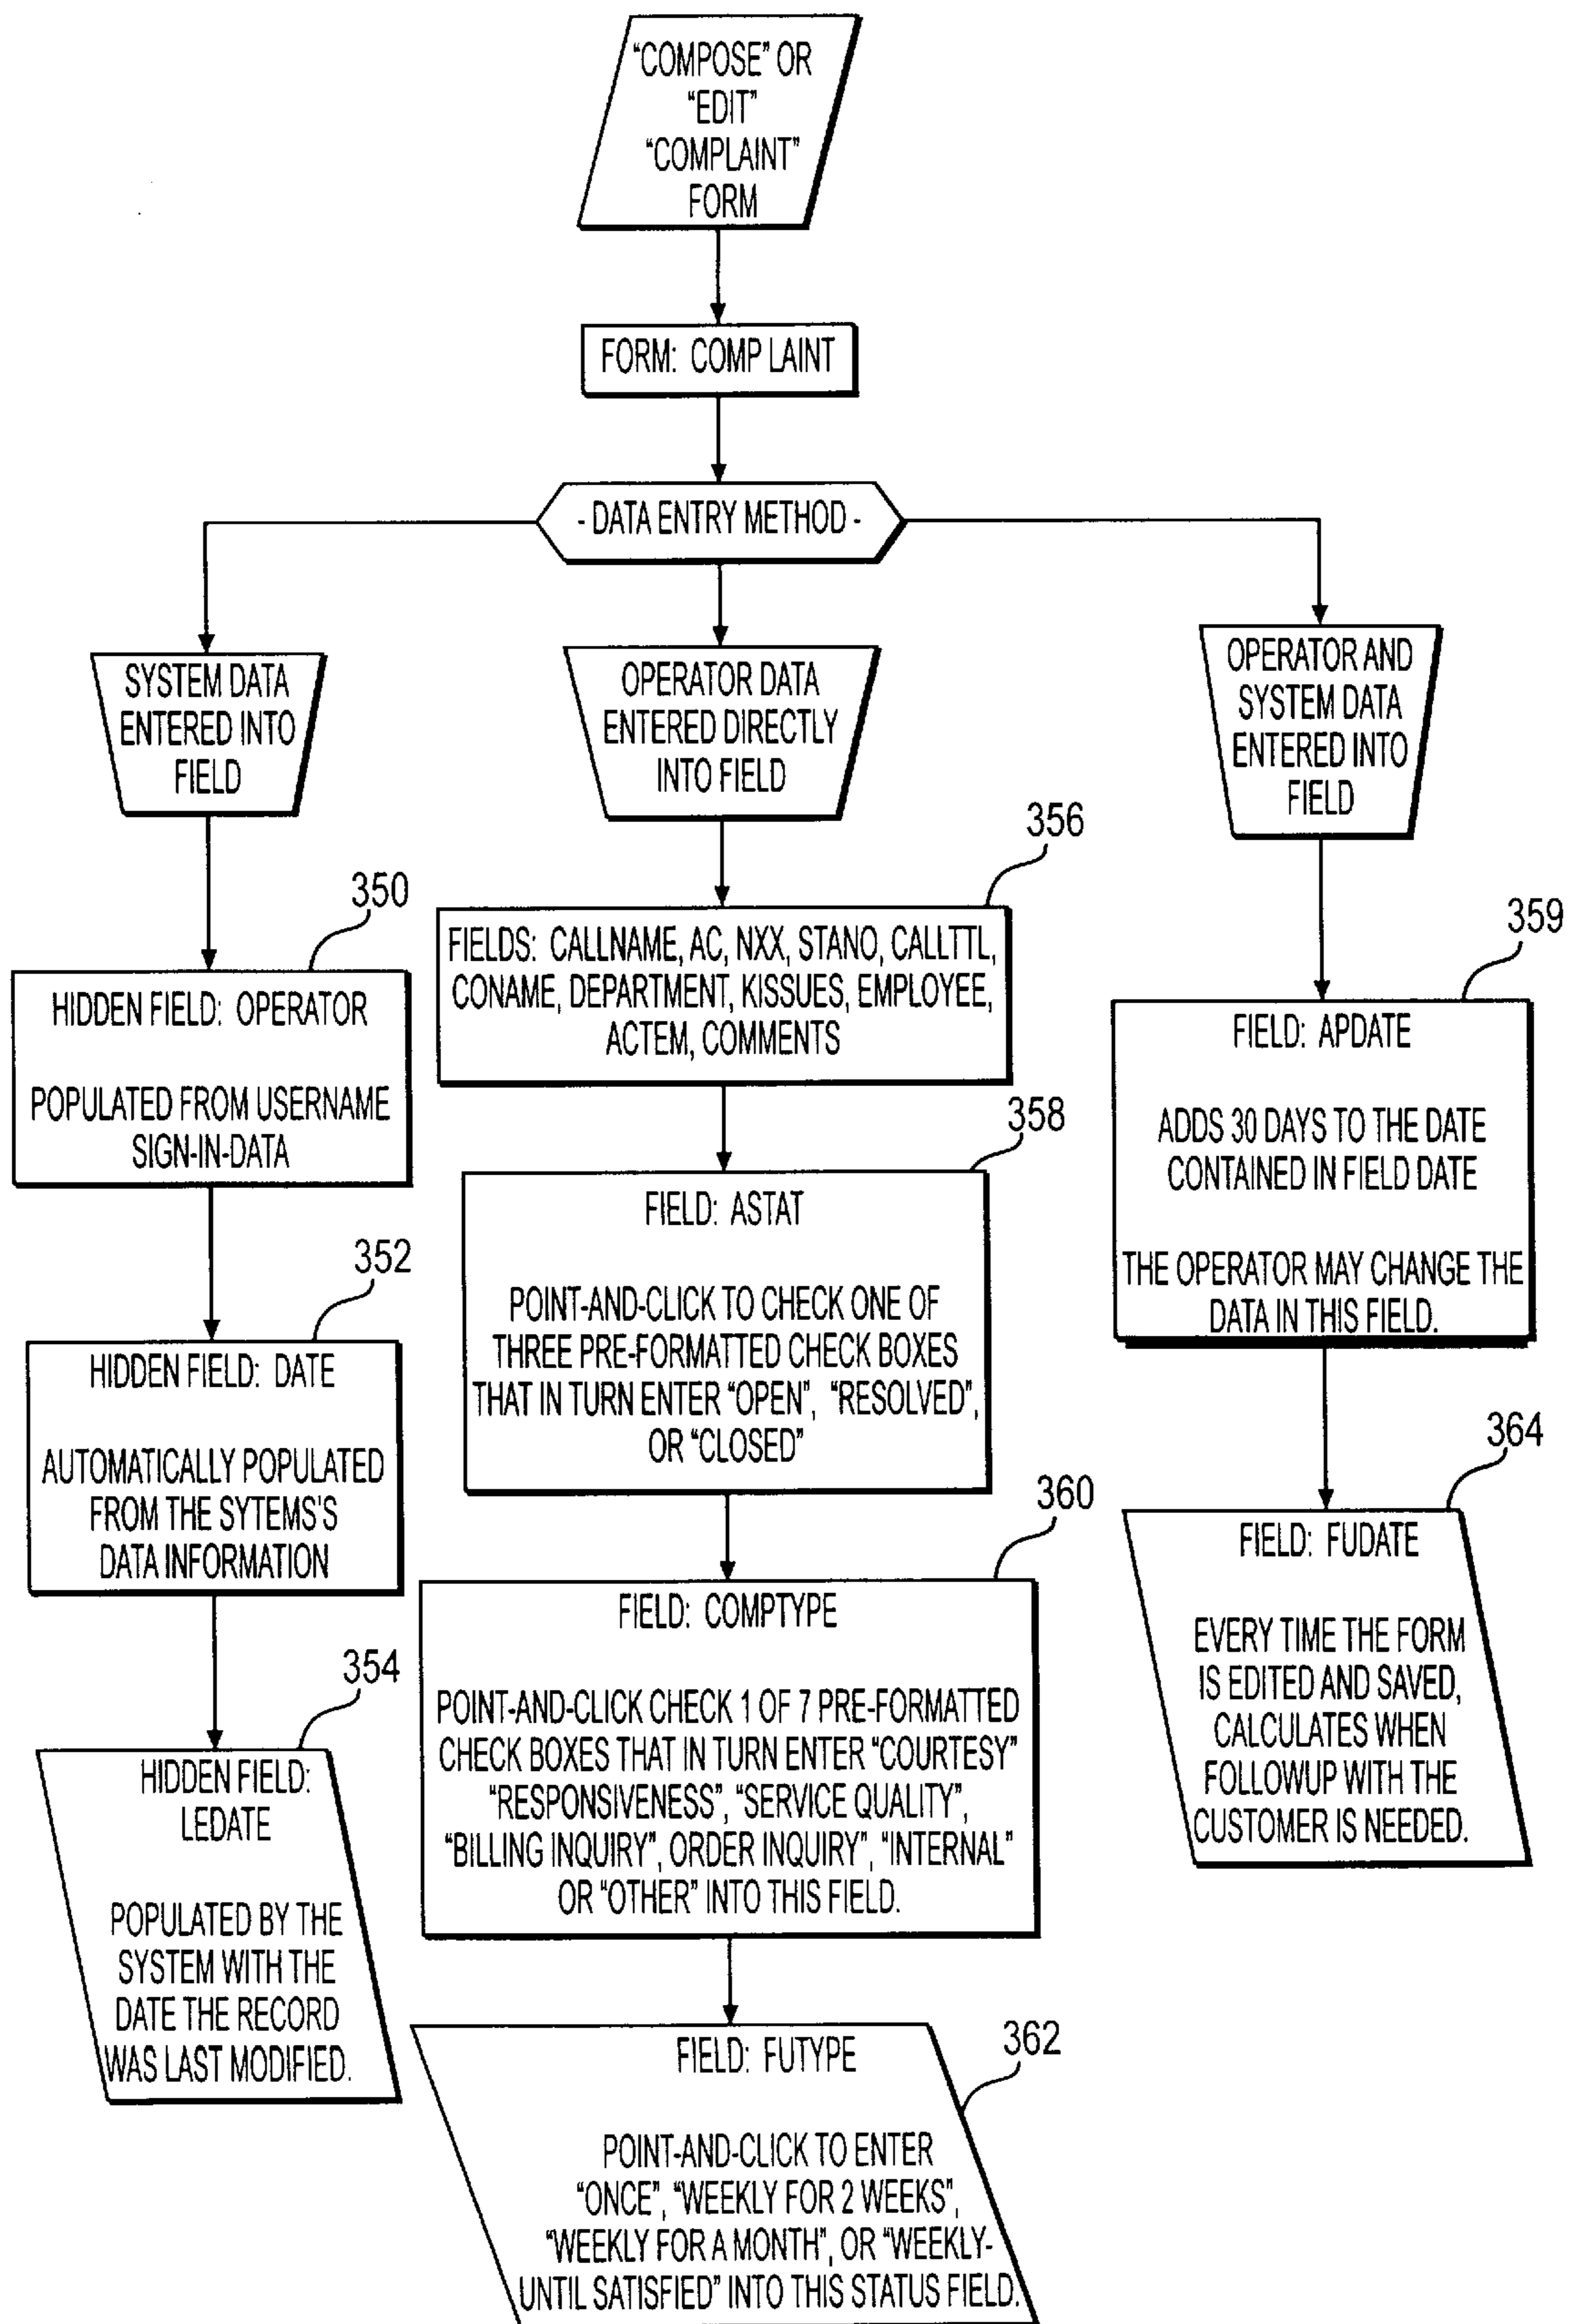 “COMPOSE” OR
“EDIT”
“COMPLAINT”
FORM
FORM: COMP LAINT
- DATA ENTRY METHOD -
SYSTEM DATA
ENTERED INTO
FIELD
350
HIDDEN FIELD: OPERATOR
POPULATED FROM USERNAME
SIGN-IN-DATA
352
HIDDEN FIELD: DATE
AUTOMATICALLY POPULATED
FROM THE SYTEMS'S
DATA INFORMATION
354
HIDDEN FIELD:
LEDATE
POPULATED BY THE
SYSTEM WITH THE
DATE THE RECORD
WAS LAST MODIFIED.
OPERATOR DATA
ENTERED DIRECTLY
INTO FIELD
356
FIELDS: CALLNAME, AC, NXX, STANO, CALLTTL,
CONAME, DEPARTMENT, KISSUES, EMPLOYEE,
ACTEM, COMMENTS
358
FIELD: ASTAT
POINT-AND-CLICK TO CHECK ONE OF
THREE PRE-FORMATTED CHECK BOXES
THAT IN TURN ENTER “OPEN”, “RESOLVED”,
OR “CLOSED”
360
FIELD: COMPTYPE
POINT-AND-CLICK CHECK 1 OF 7 PRE-FORMATTED
CHECK BOXES THAT IN TURN ENTER “COURTESY”
“RESPONSIVENESS”, “SERVICE QUALITY”,
“BILLING INQUIRY”, ORDER INQUIRY”, “INTERNAL”
OR “OTHER” INTO THIS FIELD.
362
FIELD: FUTYPE
POINT-AND-CLICK TO ENTER
“ONCE”, “WEEKLY FOR 2 WEEKS”,
“WEEKLY FOR A MONTH”, OR “WEEKLY-
UNTIL SATISFIED” INTO THIS STATUS FIELD.
OPERATOR AND
SYSTEM DATA
ENTERED INTO
FIELD
359
FIELD: APDATE
ADDS 30 DAYS TO THE DATE
CONTAINED IN FIELD DATE
THE OPERATOR MAY CHANGE THE
DATA IN THIS FIELD.
364
FIELD: FUDATE
EVERY TIME THE FORM
IS EDITED AND SAVED,
CALCULATES WHEN
FOLLOWUP WITH THE
CUSTOMER IS NEEDED.